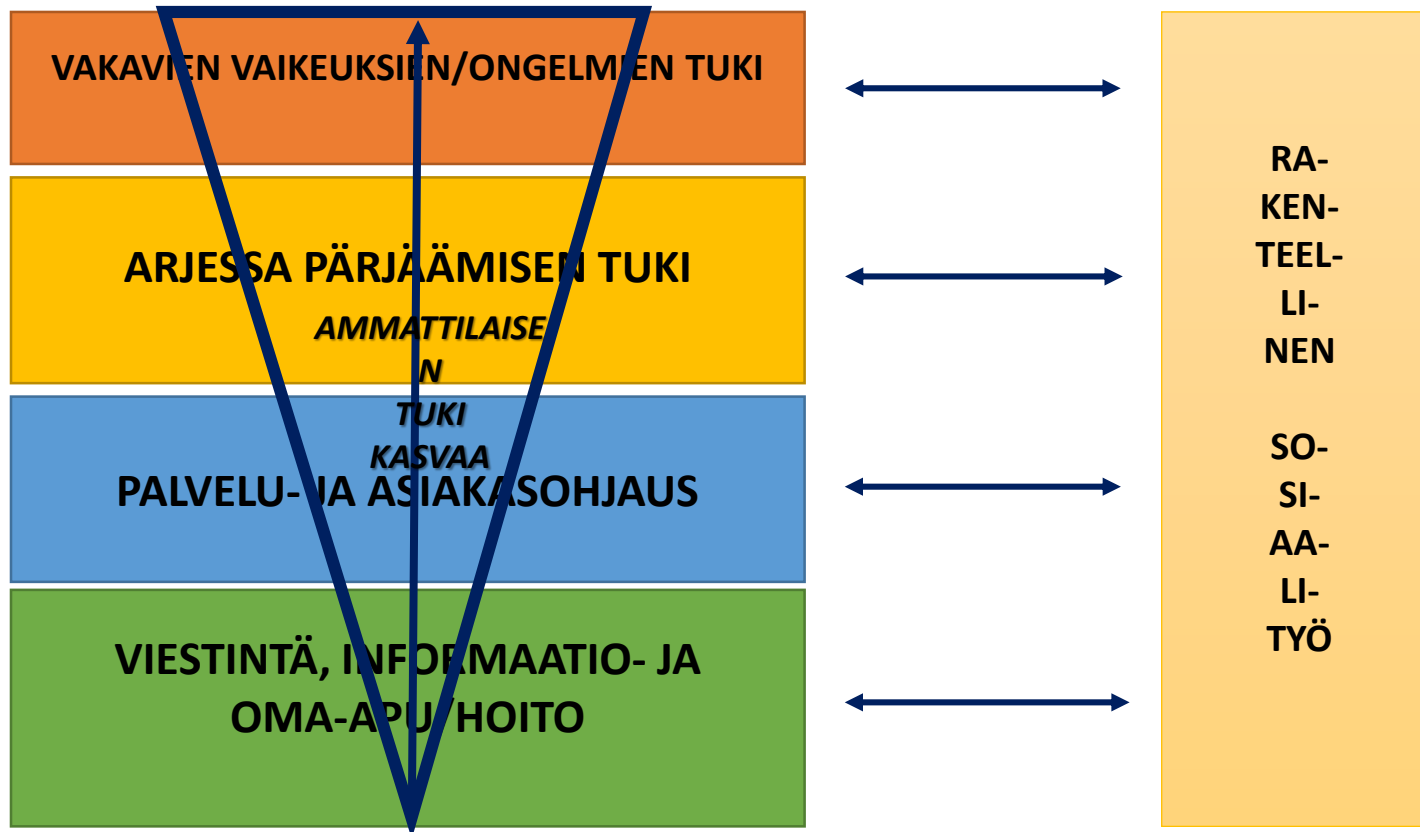 VAKAVIEN VAIKEUKSIEN/ONGELMIEN TUKI
ARJESSA PÄRJÄÄMISEN TUKI
AMMATTILAISE
N
TUKI
KASVAA
PALVELU- JA ASIAKASOHJAUS
VIESTINTÄ, INFORMAATIO- JA
OMA-APU/HOITO
RA-
KEN-
TEEL-
LI-
NEN
SO-
SI-
AA-
LI-
TYÖ